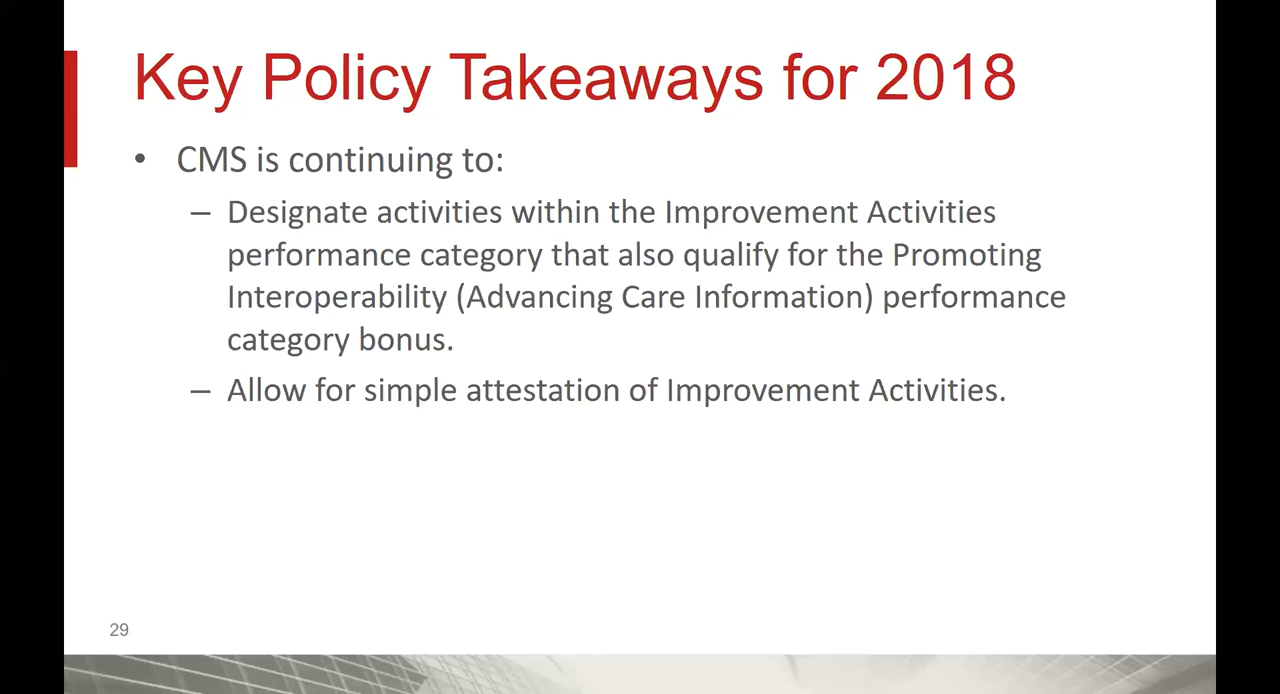 Key Policy Takeaways for 2018
• CMS is continuing to:
– Designate activities within the Improvement Activities
performance category that also qualify for the Promoting
Interoperability (Advancing Care Information) performance
category bonus.
– Allow for simple attestation of Improvement Activities.
29